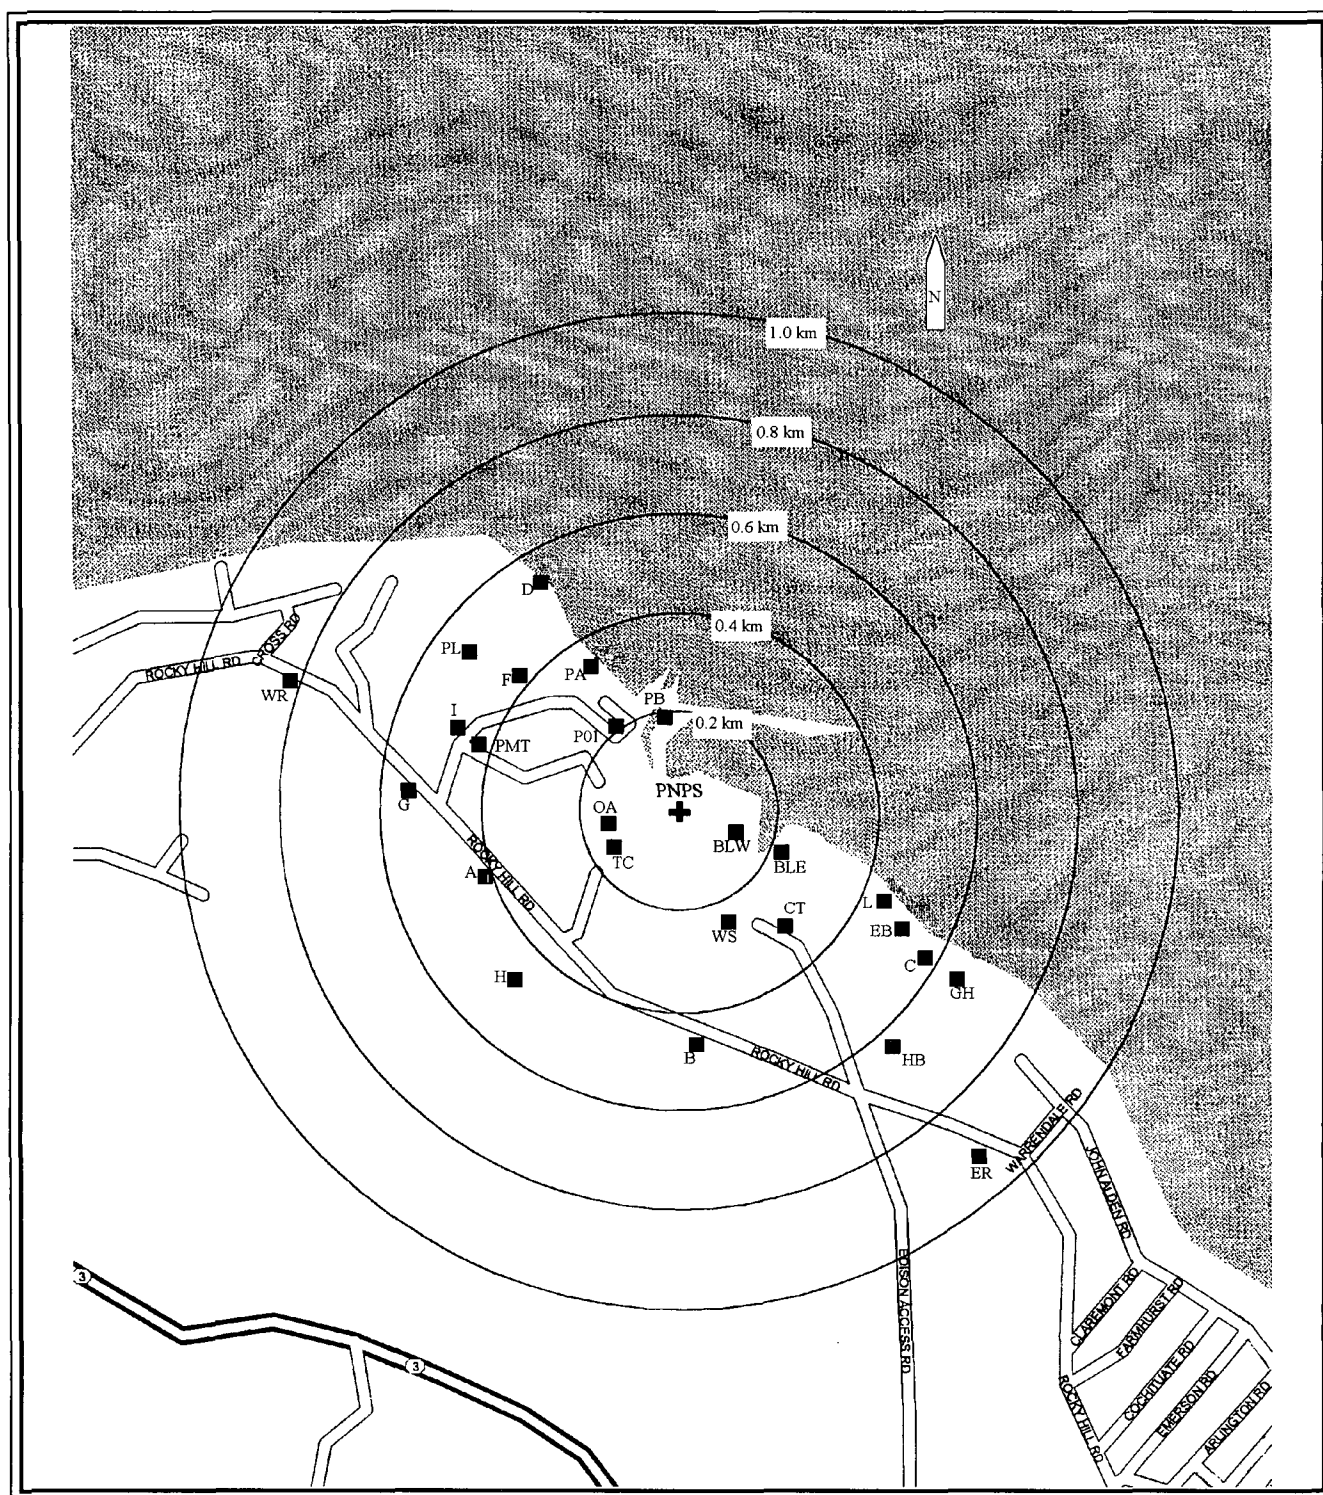 N
1.0 km
0.8 km
0.6 km
D
0.4 km
PL
PA
F
CROSS RD
ROCKY HILL RD
WR
PB
0.2 km
I
P01
PMT
PNPS
G
OA
BLW
TC
BLE
ROCKY HILL RD
A
L
CT
WS
EB
C
H
GH
B
HB
ROCKY HILL RD
WARRENDALE RD
ER
JOHN ALDEN RD
EDISON ACCESS RD
3
CLAREMONT RD
FARMHURST RD
3
COCHITUATE RD
EMERSON RD
ARLINGTON RD
ROCKY HILL RD